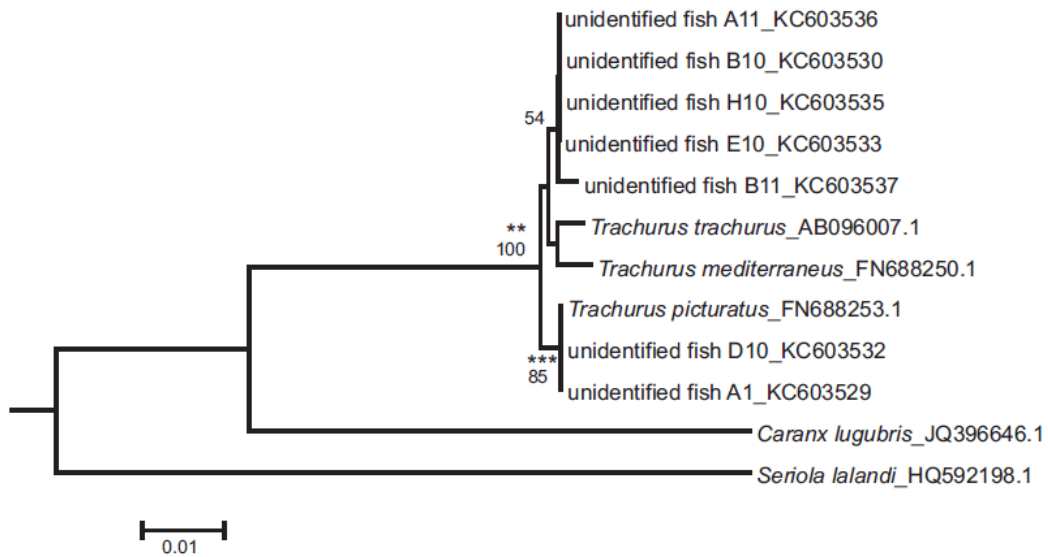 unidentified fish A11_KC603536
unidentified fish B10_KC603530
unidentified fish H10_KC603535
54
unidentified fish E10_KC603533
unidentified fish B11_KC603537
Trachurus trachurus_AB096007.1
**
100
Trachurus mediterraneus_FN688250.1
Trachurus picturatus_FN688253.1
unidentified fish D10_KC603532
***
85
unidentified fish A1_KC603529
Caranx lugubris_JQ396646.1
Seriola lalandi_HQ592198.1
0.01